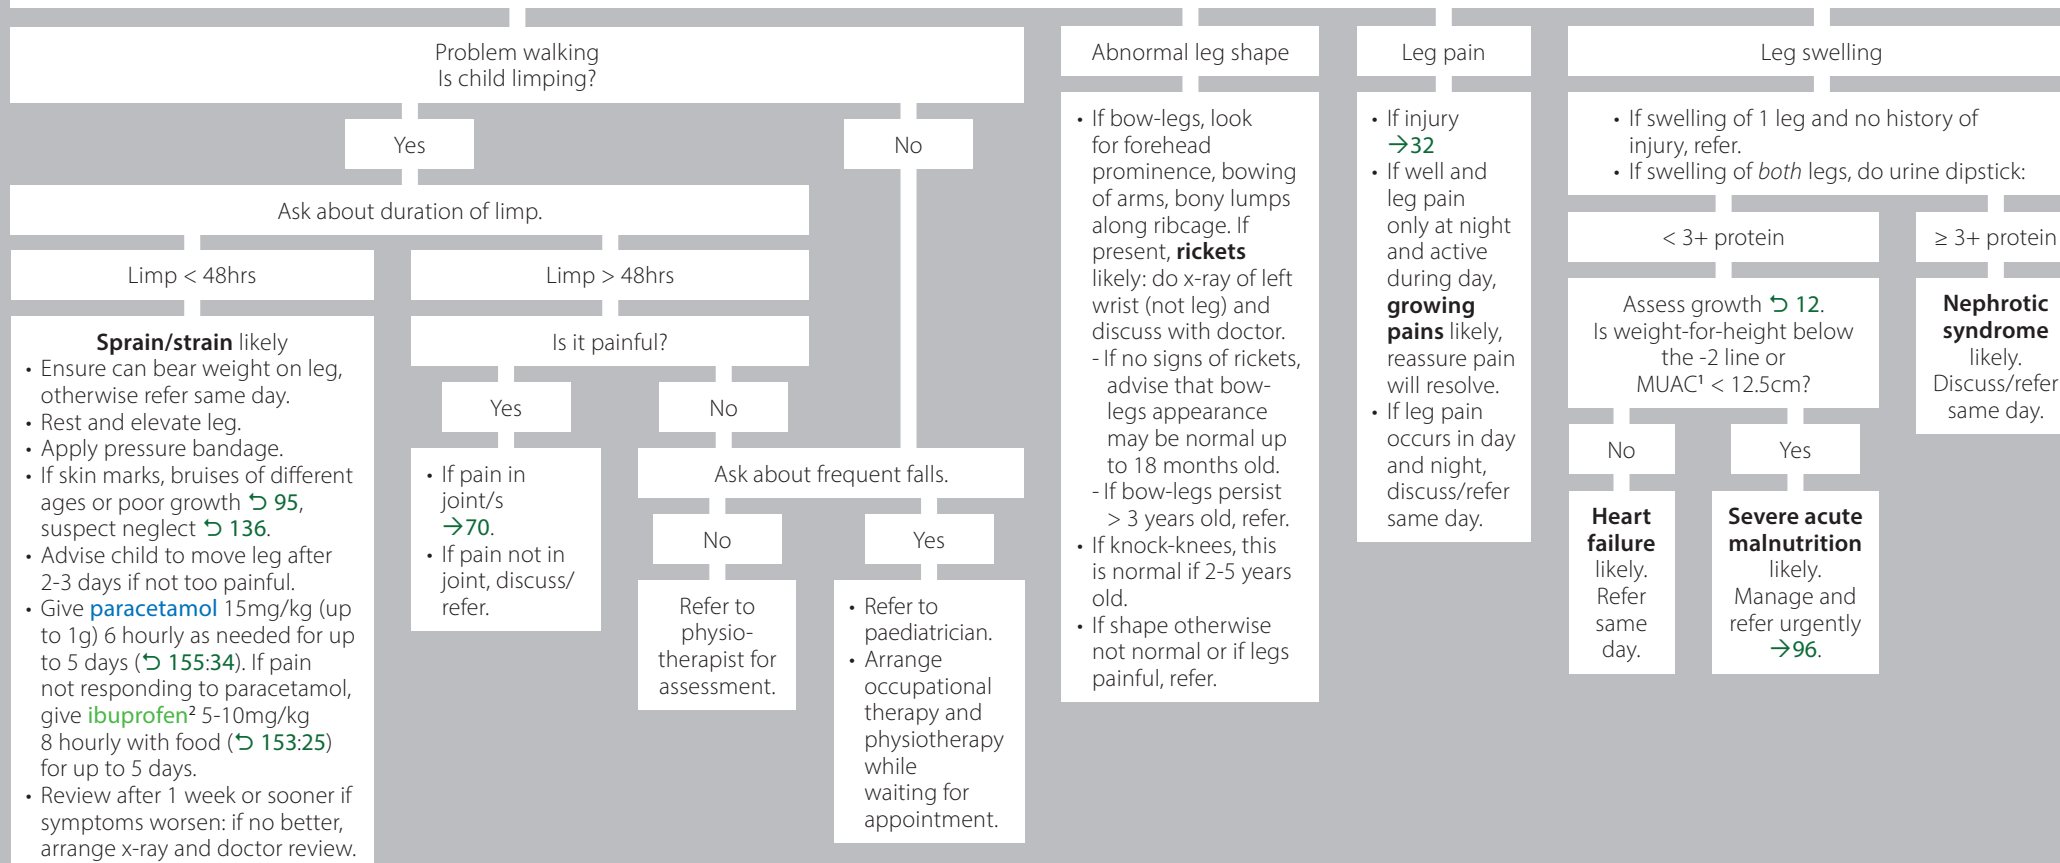 Problem walking
Is child limping?
Yes
No
Ask about duration of limp.
Limp < 48hrs
Limp > 48hrs
Sprain/strain likely
• Ensure can bear weight on leg,
otherwise refer same day.
• Rest and elevate leg.
• Apply pressure bandage.
• If skin marks, bruises of different
ages or poor growth ⮌ 95,
suspect neglect ⮌ 136.
• Advise child to move leg after
2-3 days if not too painful.
• Give paracetamol 15mg/kg (up
to 1g) 6 hourly as needed for up
to 5 days (⮌ 155:34). If pain
not responding to paracetamol,
give ibuprofen² 5-10mg/kg
8 hourly with food (⮌ 153:25)
for up to 5 days.
• Review after 1 week or sooner if
symptoms worsen: if no better,
arrange x-ray and doctor review.
Is it painful?
Yes
No
• If pain in
joint/s
→70.
• If pain not in
joint, discuss/
refer.
Ask about frequent falls.
No
Yes
Refer to
physio-
therapist for
assessment.
• Refer to
paediatrician.
• Arrange
occupational
therapy and
physiotherapy
while
waiting for
appointment.
Abnormal leg shape
• If bow-legs, look
for forehead
prominence, bowing
of arms, bony lumps
along ribcage. If
present, rickets
likely: do x-ray of left
wrist (not leg) and
discuss with doctor.
- If no signs of rickets,
advise that bow-
legs appearance
may be normal up
to 18 months old.
- If bow-legs persist
> 3 years old, refer.
• If knock-knees, this
is normal if 2-5 years
old.
• If shape otherwise
not normal or if legs
painful, refer.
Leg pain
• If injury
→32
• If well and
leg pain
only at night
and active
during day,
growing
pains likely,
reassure pain
will resolve.
• If leg pain
occurs in day
and night,
discuss/refer
same day.
Leg swelling
• If swelling of 1 leg and no history of
injury, refer.
• If swelling of both legs, do urine dipstick:
< 3+ protein
≥ 3+ protein
Assess growth ⮌ 12.
Is weight-for-height below
the -2 line or
MUAC¹ < 12.5cm?
No
Yes
Heart
failure
likely.
Refer
same
day.
Severe acute
malnutrition
likely.
Manage and
refer urgently
→96.
Nephrotic
syndrome
likely.
Discuss/refer
same day.